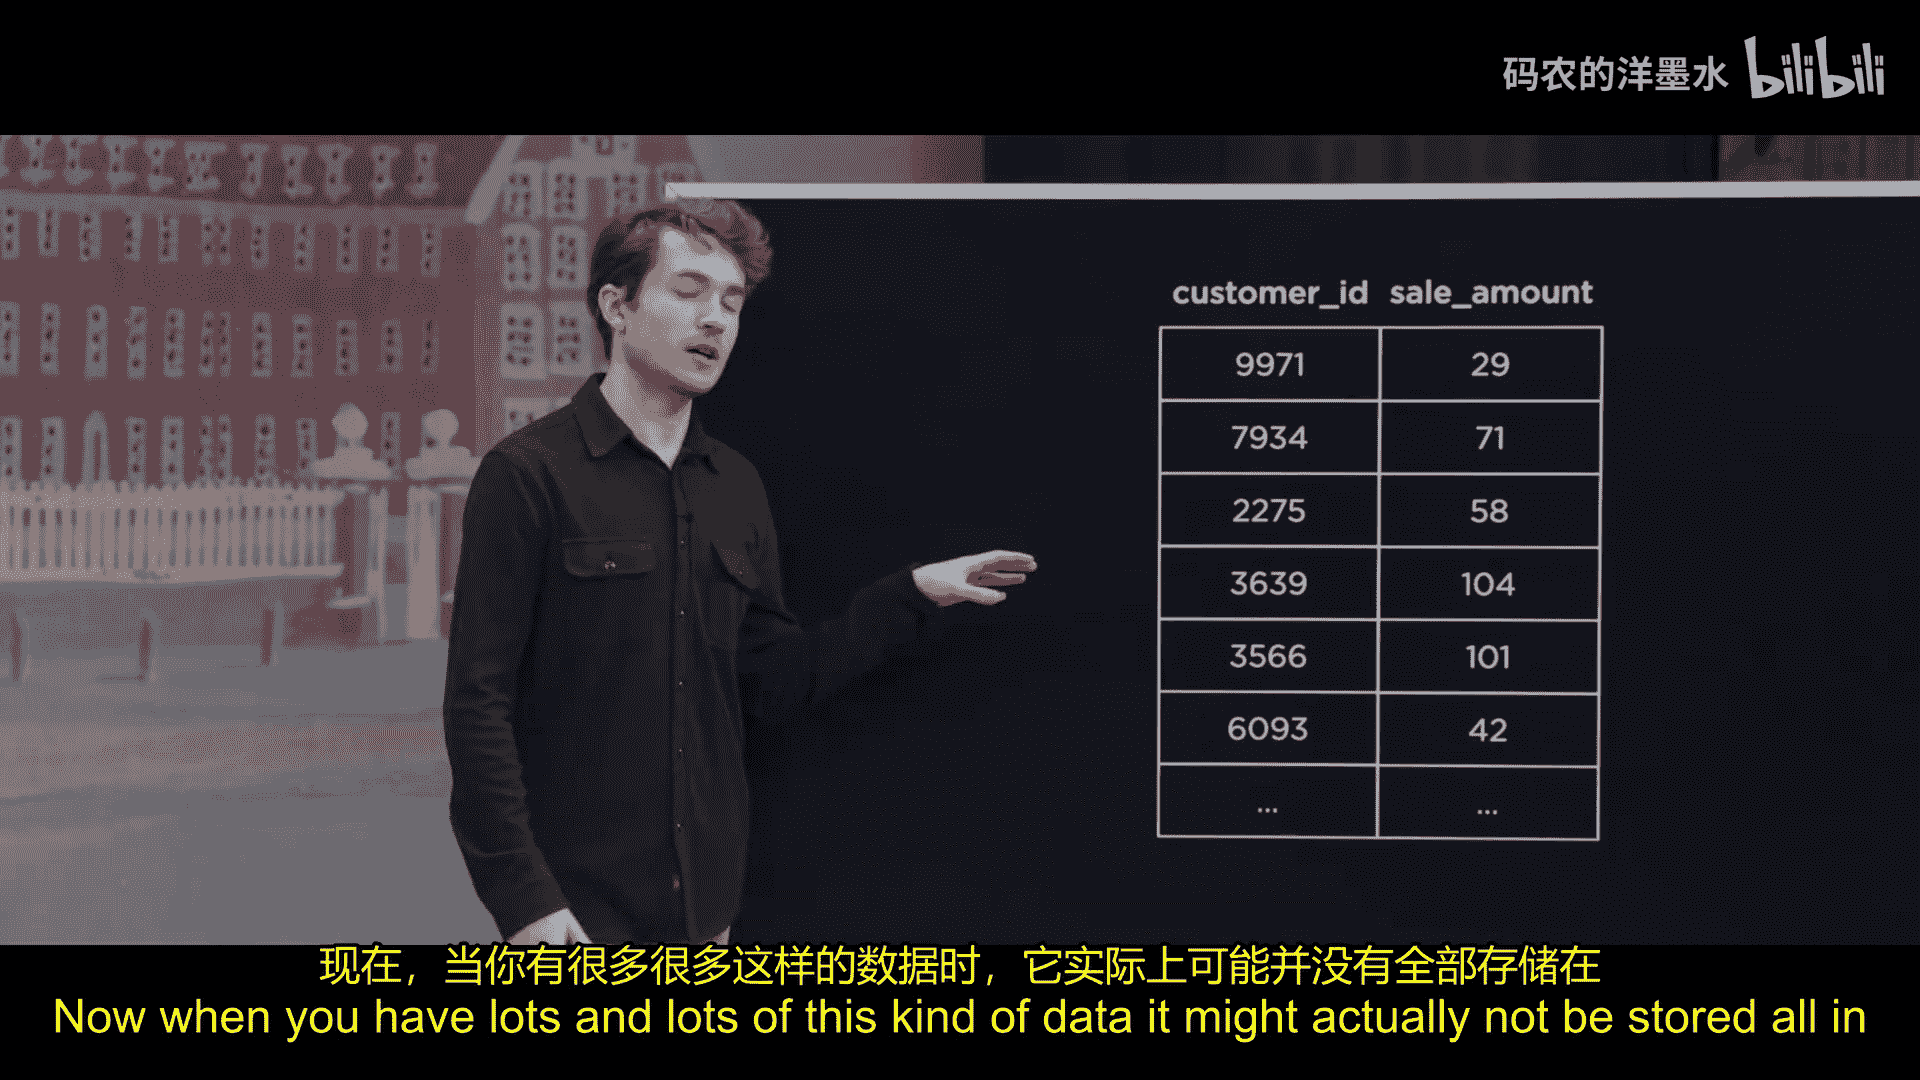 码农的洋墨水 bilibili
customer_id sale_amount
9971 29
7934 71
2275 58
3639 104
3566 101
6093 42
... ...
现在，当你有很多很多这样的数据时，它实际上可能并没有全部存储在
Now when you have lots and lots of this kind of data it might actually not be stored all in